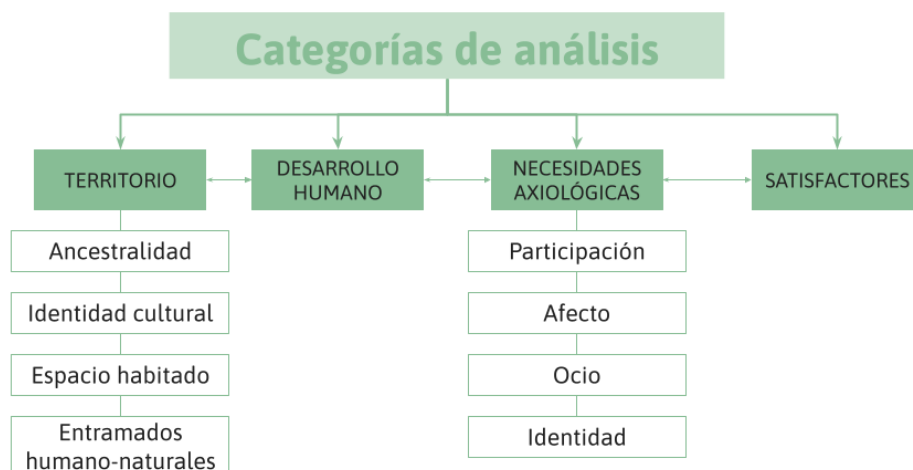 Categorías de análisis
TERRITORIO
DESARROLLO
HUMANO
NECESIDADES
AXIOLÓGICAS
SATISFACTORES
Ancestralidad
Identidad cultural
Espacio habitado
Entramados
humano-naturales
Participación
Afecto
Ocio
Identidad